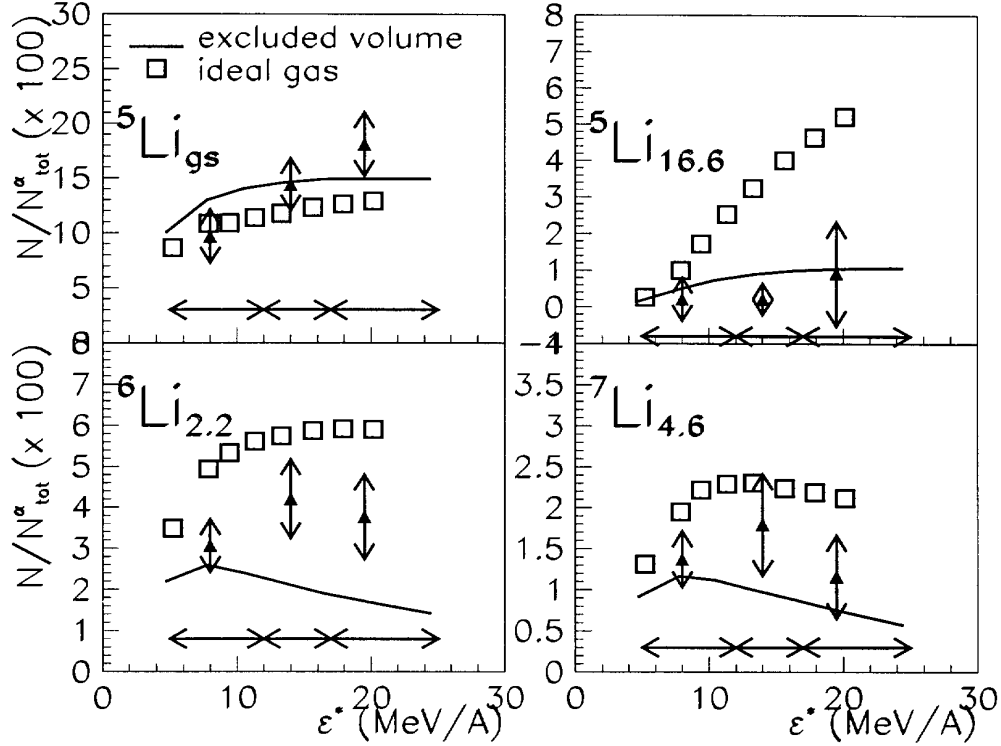 N/N^α_tot (x 100)
30
25
20
15
10
5
excluded volume
ideal gas
⁵Li_gs
8
7
6
5
4
3
2
1
0
-1
⁵Li_16.6
N/N^α_tot (x 100)
8
7
6
5
4
3
2
1
0
⁶Li_2.2
0 10 20 30
ε* (MeV/A)
3.5
3
2.5
2
1.5
1
0.5
0
⁷Li_4.6
0 10 20 30
ε* (MeV/A)